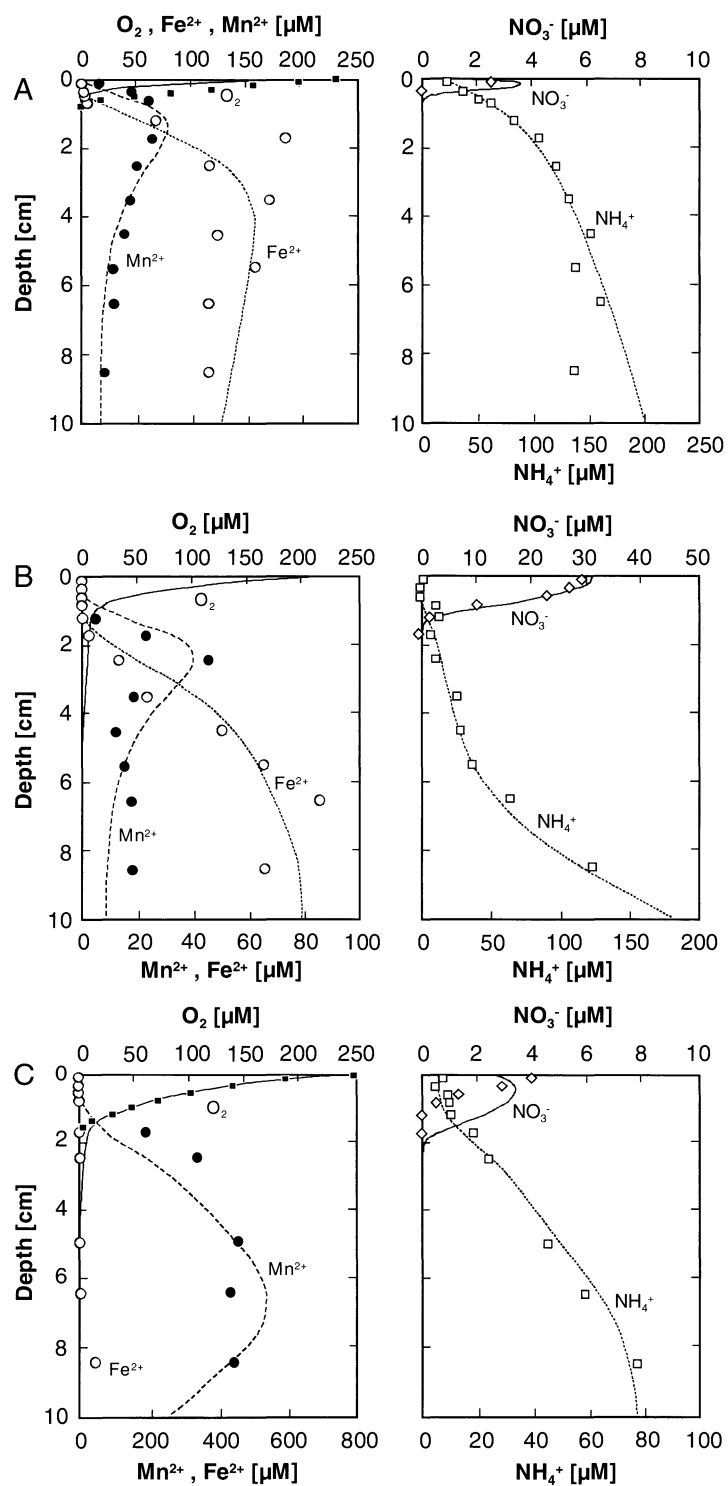 O₂ , Fe²⁺ , Mn²⁺ [µM]
NO₃⁻ [µM]
0 50 100 150 200 250
0 2 4 6 8 10
A
Depth [cm]
0
2
4
6
8
10
O₂
Mn²⁺
Fe²⁺
0
2
4
6
8
10
NO₃⁻
NH₄⁺
0 50 100 150 200 250
NH₄⁺ [µM]
O₂ [µM]
NO₃⁻ [µM]
0 50 100 150 200 250
0 10 20 30 40 50
B
Depth [cm]
0
2
4
6
8
10
O₂
Fe²⁺
Mn²⁺
NO₃⁻
NH₄⁺
0 20 40 60 80 100
0 50 100 150 200
Mn²⁺ , Fe²⁺ [µM]
NH₄⁺ [µM]
O₂ [µM]
NO₃⁻ [µM]
0 50 100 150 200 250
0 2 4 6 8 10
C
Depth [cm]
0
2
4
6
8
10
O₂
Mn²⁺
Fe²⁺
NO₃⁻
NH₄⁺
0 200 400 600 800
0 20 40 60 80 100
Mn²⁺ , Fe²⁺ [µM]
NH₄⁺ [µM]